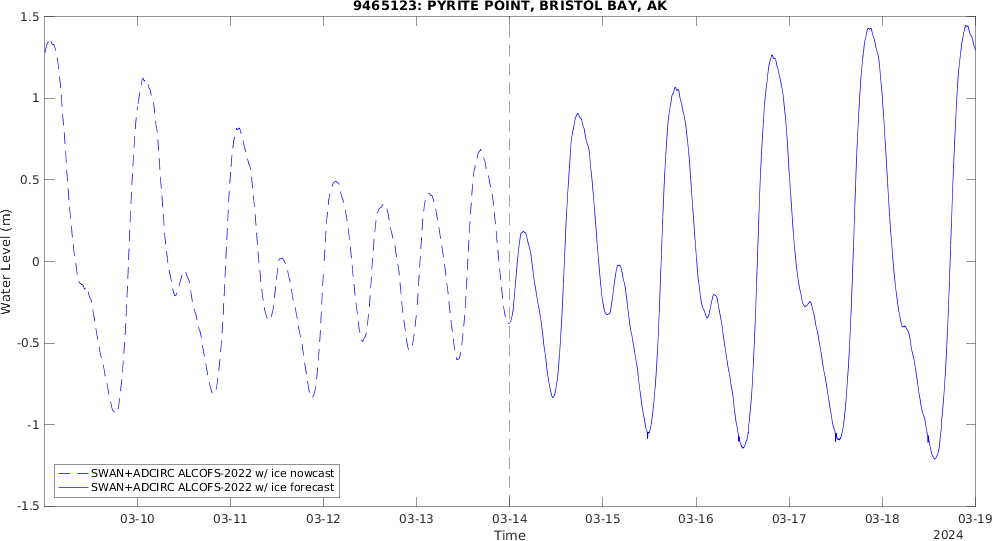 9465123: PYRITE POINT, BRISTOL BAY, AK
Water Level (m)
1.5
1
0.5
0
-0.5
-1
-1.5
SWAN+ADCIRC ALCOFS-2022 w/ ice nowcast
SWAN+ADCIRC ALCOFS-2022 w/ ice forecast
03-10 03-11 03-12 03-13 03-14 03-15 03-16 03-17 03-18 03-19
Time
2024